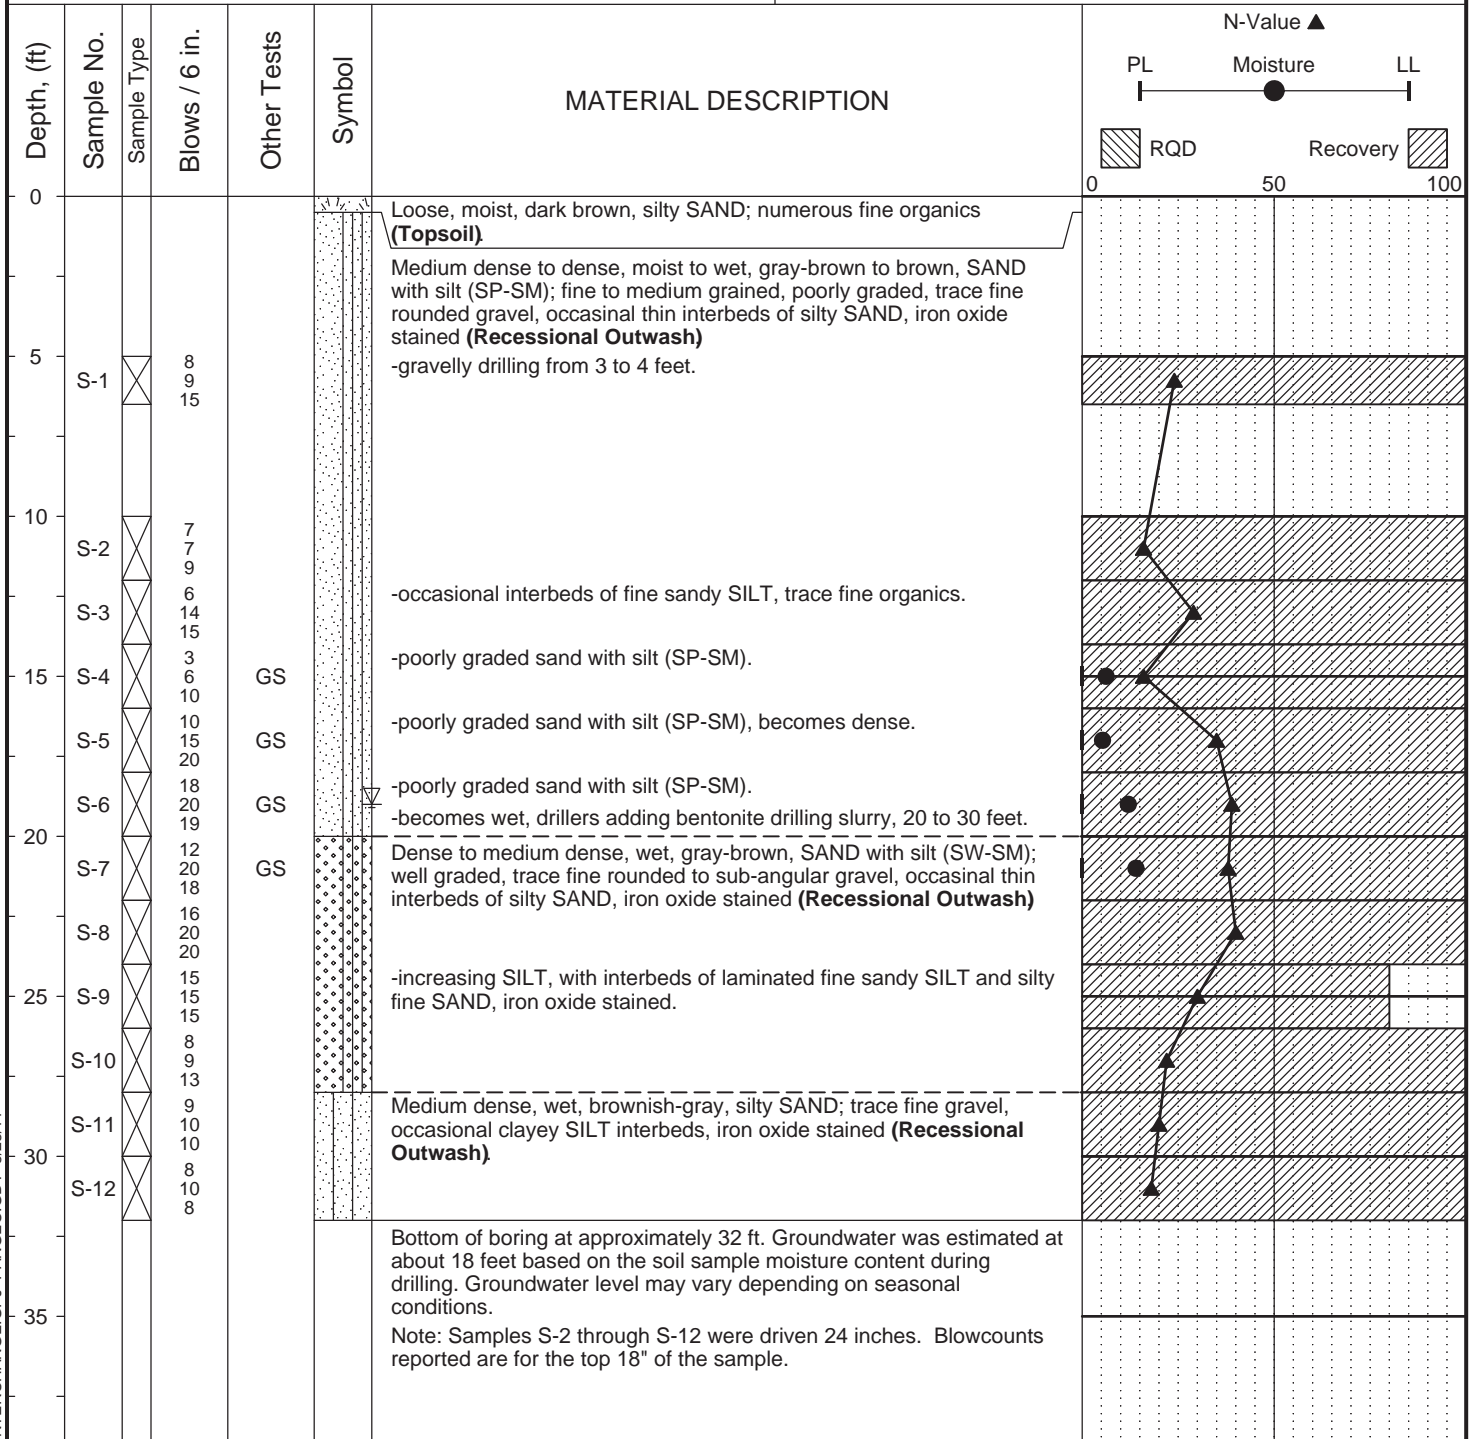 Depth, (ft)
Sample No.
Sample Type
Blows / 6 in.
Other Tests
Symbol
MATERIAL DESCRIPTION
N-Value
PL Moisture LL
RQD Recovery
0 50 100
0
Loose, moist, dark brown, silty SAND; numerous fine organics
(Topsoil).
Medium dense to dense, moist to wet, gray-brown to brown, SAND
with silt (SP-SM); fine to medium grained, poorly graded, trace fine
rounded gravel, occasinal thin interbeds of silty SAND, iron oxide
stained (Recessional Outwash)
5
-gravelly drilling from 3 to 4 feet.
S-1
8
9
15
10
S-2
7
7
9
S-3
6
14
15
-occasional interbeds of fine sandy SILT, trace fine organics.
15
S-4
3
6
10
GS
-poorly graded sand with silt (SP-SM).
S-5
10
15
20
GS
-poorly graded sand with silt (SP-SM), becomes dense.
S-6
18
20
19
GS
-poorly graded sand with silt (SP-SM).
-becomes wet, drillers adding bentonite drilling slurry, 20 to 30 feet.
20
S-7
12
20
18
GS
Dense to medium dense, wet, gray-brown, SAND with silt (SW-SM);
well graded, trace fine rounded to sub-angular gravel, occasinal thin
interbeds of silty SAND, iron oxide stained (Recessional Outwash)
S-8
16
20
20
25
S-9
15
15
15
-increasing SILT, with interbeds of laminated fine sandy SILT and silty
fine SAND, iron oxide stained.
S-10
8
9
13
S-11
9
10
10
Medium dense, wet, brownish-gray, silty SAND; trace fine gravel,
occasional clayey SILT interbeds, iron oxide stained (Recessional
Outwash).
30
S-12
8
10
8
Bottom of boring at approximately 32 ft. Groundwater was estimated at
about 18 feet based on the soil sample moisture content during
drilling. Groundwater level may vary depending on seasonal
conditions.
35
Note: Samples S-2 through S-12 were driven 24 inches. Blowcounts
reported are for the top 18" of the sample.